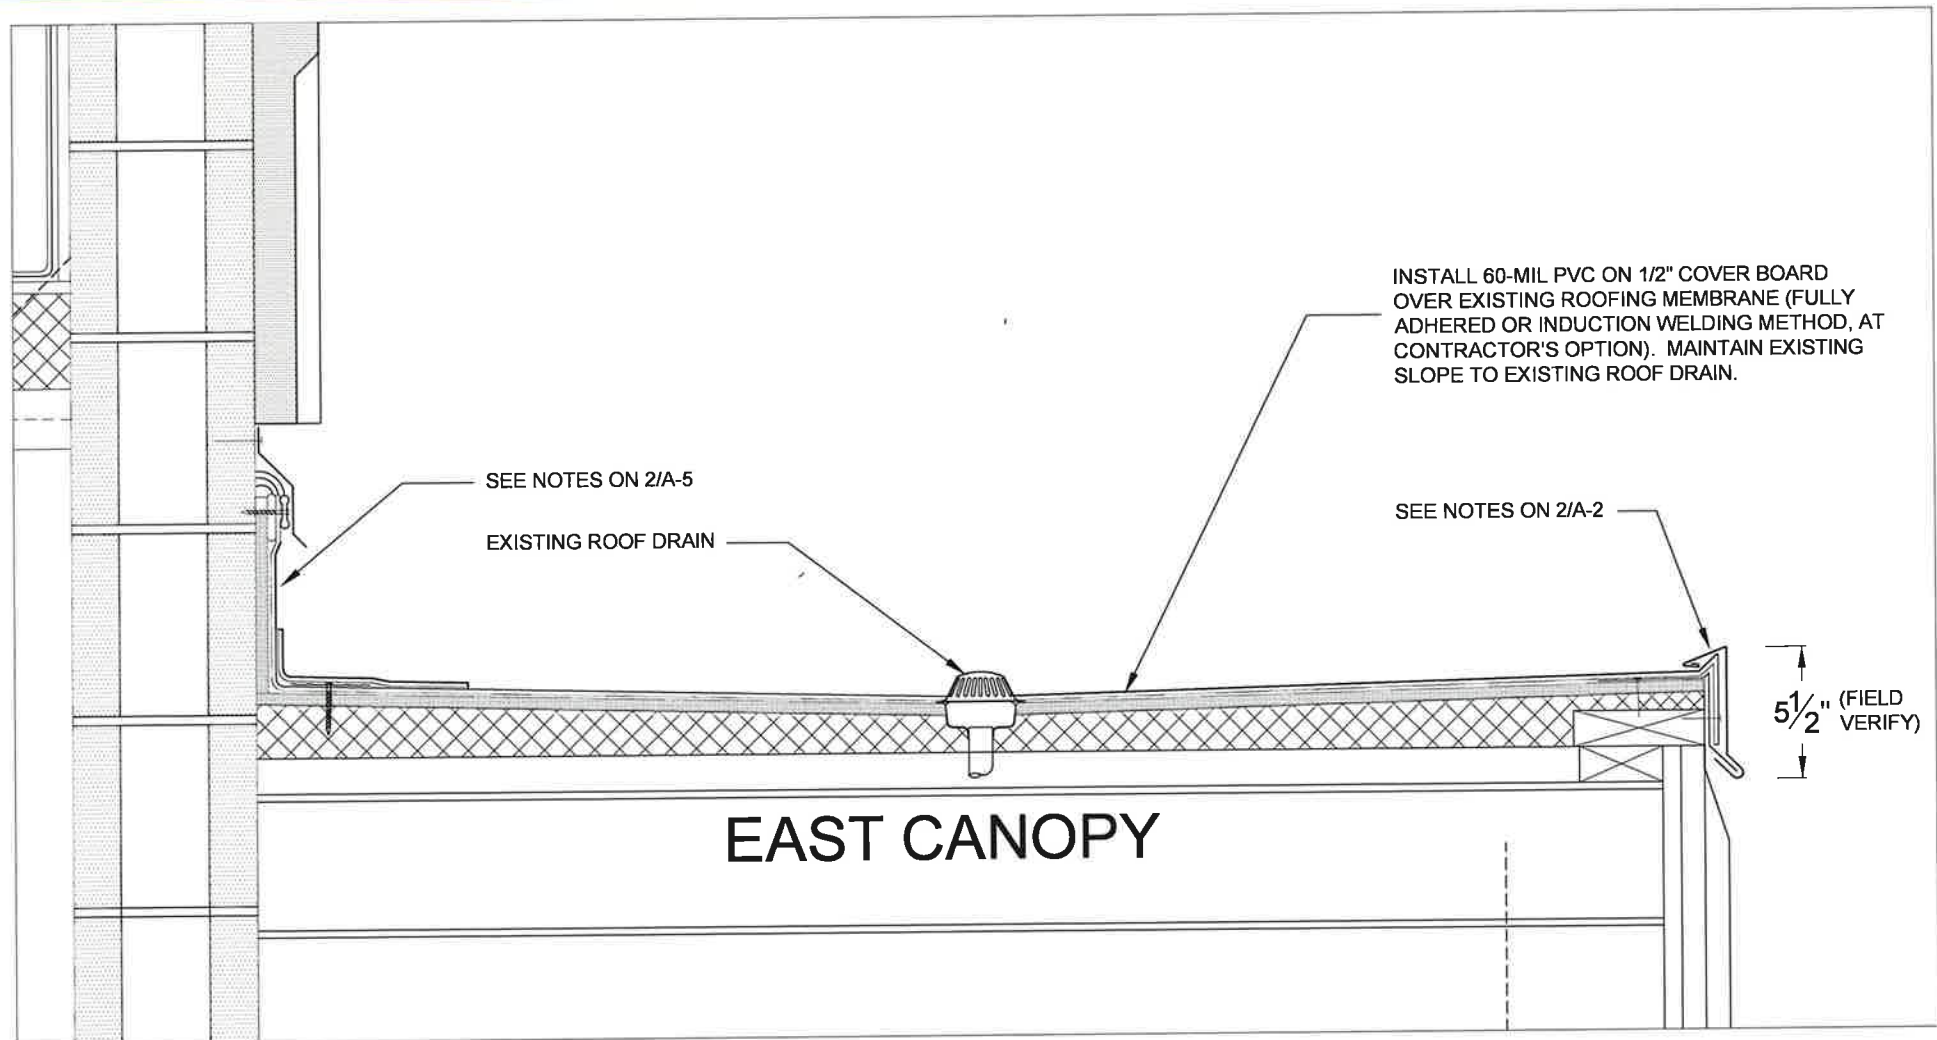 INSTALL 60-MIL PVC ON 1/2" COVER BOARD
OVER EXISTING ROOFING MEMBRANE (FULLY
ADHERED OR INDUCTION WELDING METHOD, AT
CONTRACTOR'S OPTION). MAINTAIN EXISTING
SLOPE TO EXISTING ROOF DRAIN.
SEE NOTES ON 2/A-5
SEE NOTES ON 2/A-2
EXISTING ROOF DRAIN
5 1/2" (FIELD
VERIFY)
EAST CANOPY